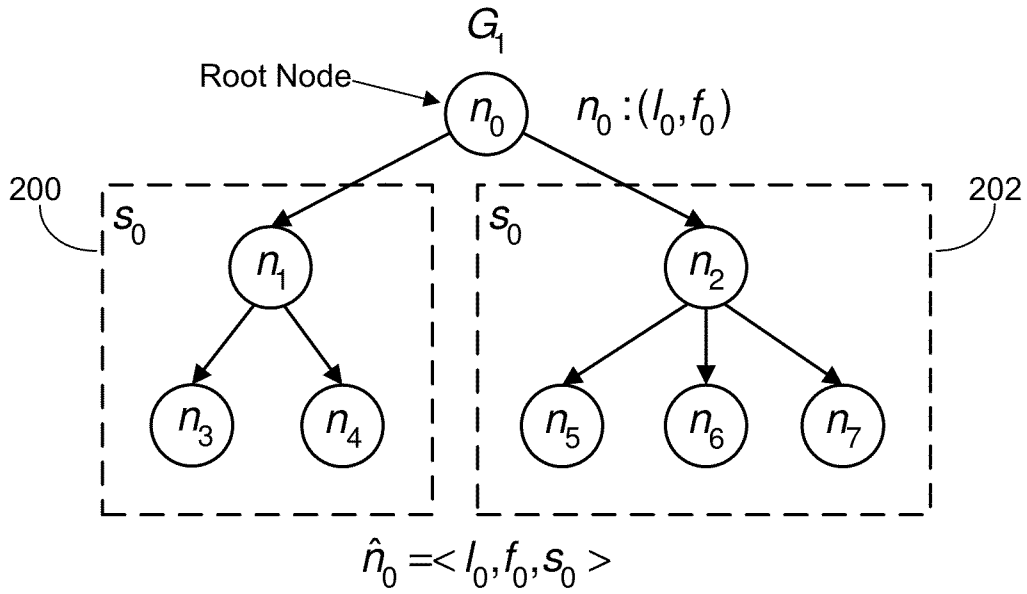 G₁
Root Node
n₀
n₀ :(l₀,f₀)
200
202
s₀
s₀
n₁
n₂
n₃
n₄
n₅
n₆
n₇
n̂₀ =< l₀,f₀,s₀ >